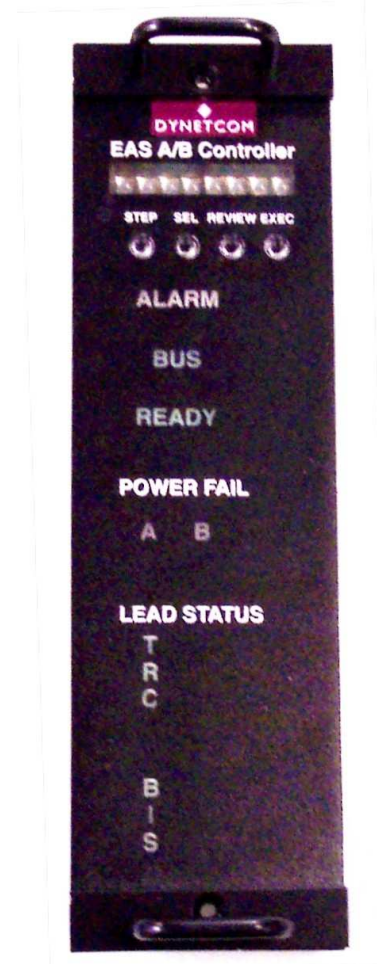 DYNETCOM
EAS A/B Controller
STEP SEL REVIEW EXEC
ALARM
BUS
READY
POWER FAIL
A B
LEAD STATUS
T
R
C
B
I
S